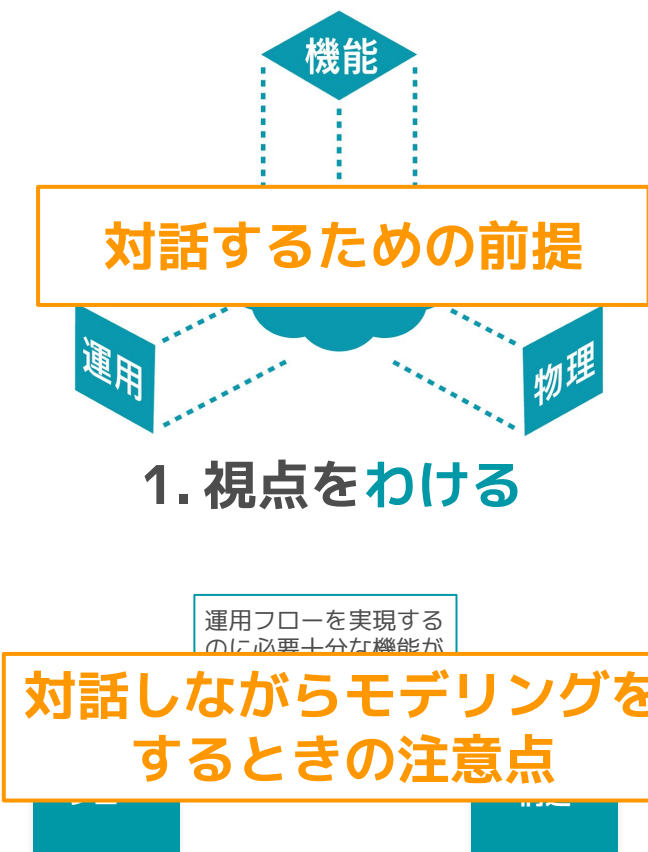 機能
対話するための前提
運用
物理
1. 視点をわける
運用フローを実現する
のに必要十分な機能が
対話しながらモデリングを
するときの注意点